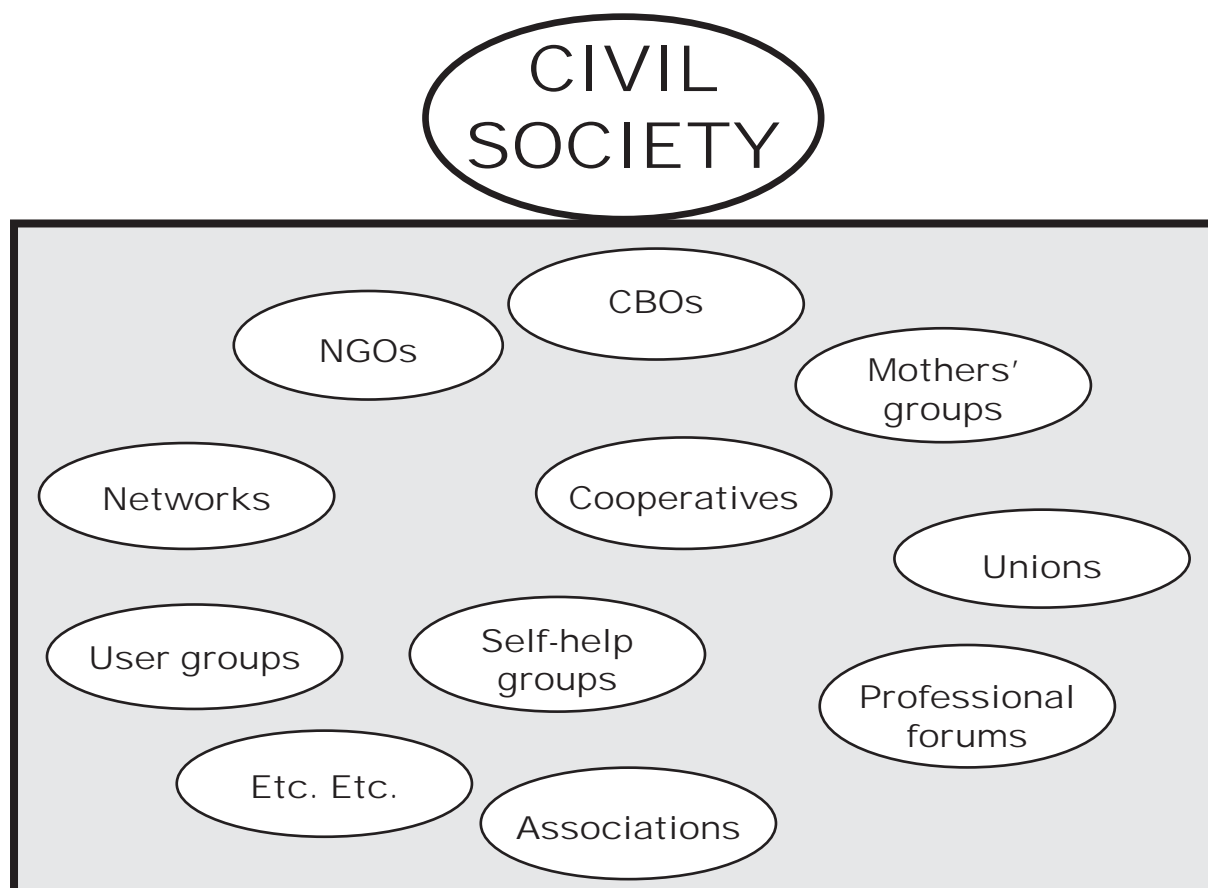 CIVIL
SOCIETY
CBOs
NGOs
Mothers’
groups
Networks
Cooperatives
Unions
User groups
Self-help
groups
Professional
forums
Etc. Etc.
Associations